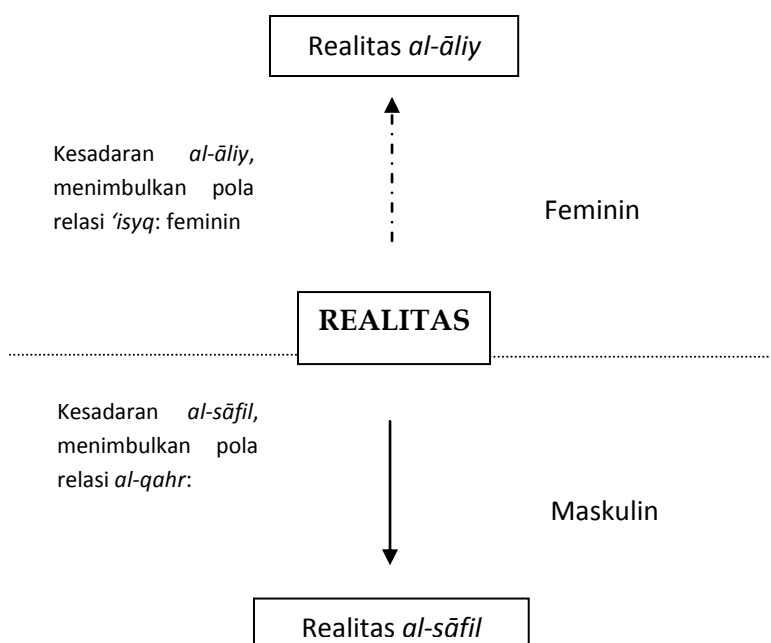 Realitas al-āliy
Kesadaran al-āliy,
menimbulkan pola
relasi ‘isyq: feminin
Feminin
REALITAS
Kesadaran al-sāfil,
menimbulkan pola
relasi al-qahr:
Maskulin
Realitas al-sāfil